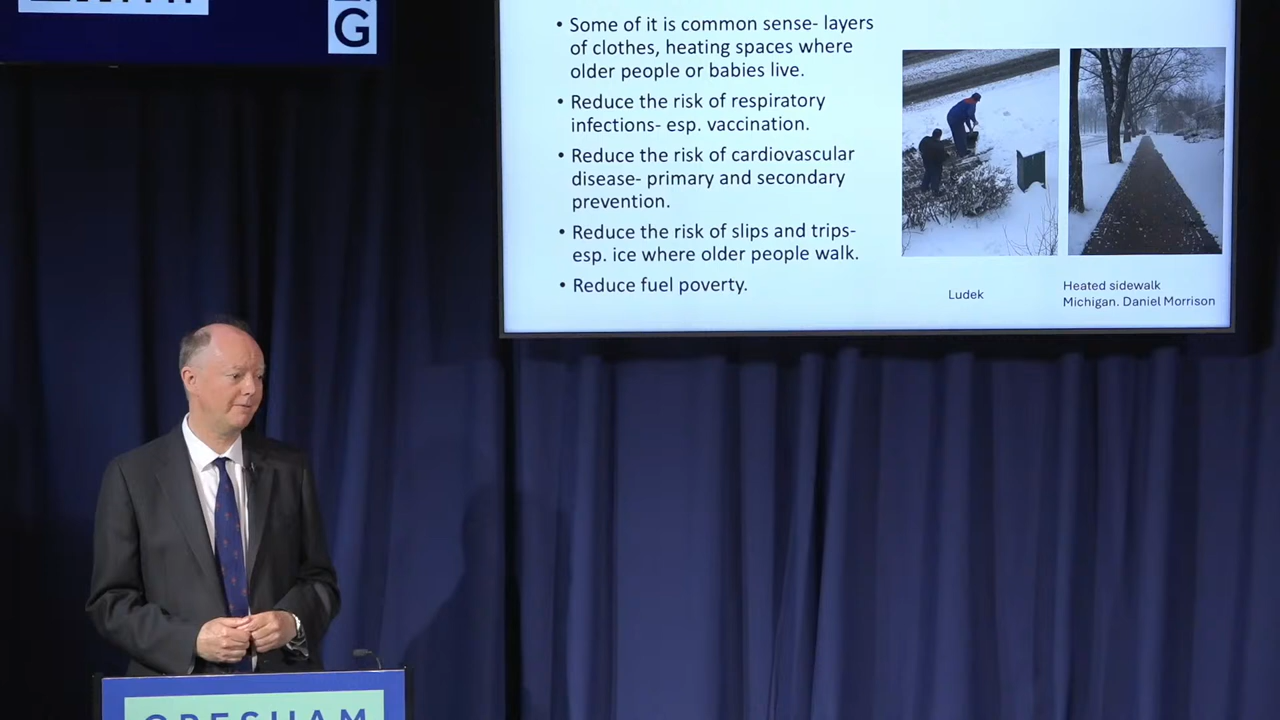 G
• Some of it is common sense- layers
of clothes, heating spaces where
older people or babies live.
• Reduce the risk of respiratory
infections- esp. vaccination.
• Reduce the risk of cardiovascular
disease- primary and secondary
prevention.
• Reduce the risk of slips and trips-
esp. ice where older people walk.
• Reduce fuel poverty.
Ludek
Heated sidewalk
Michigan. Daniel Morrison
GRESHAM